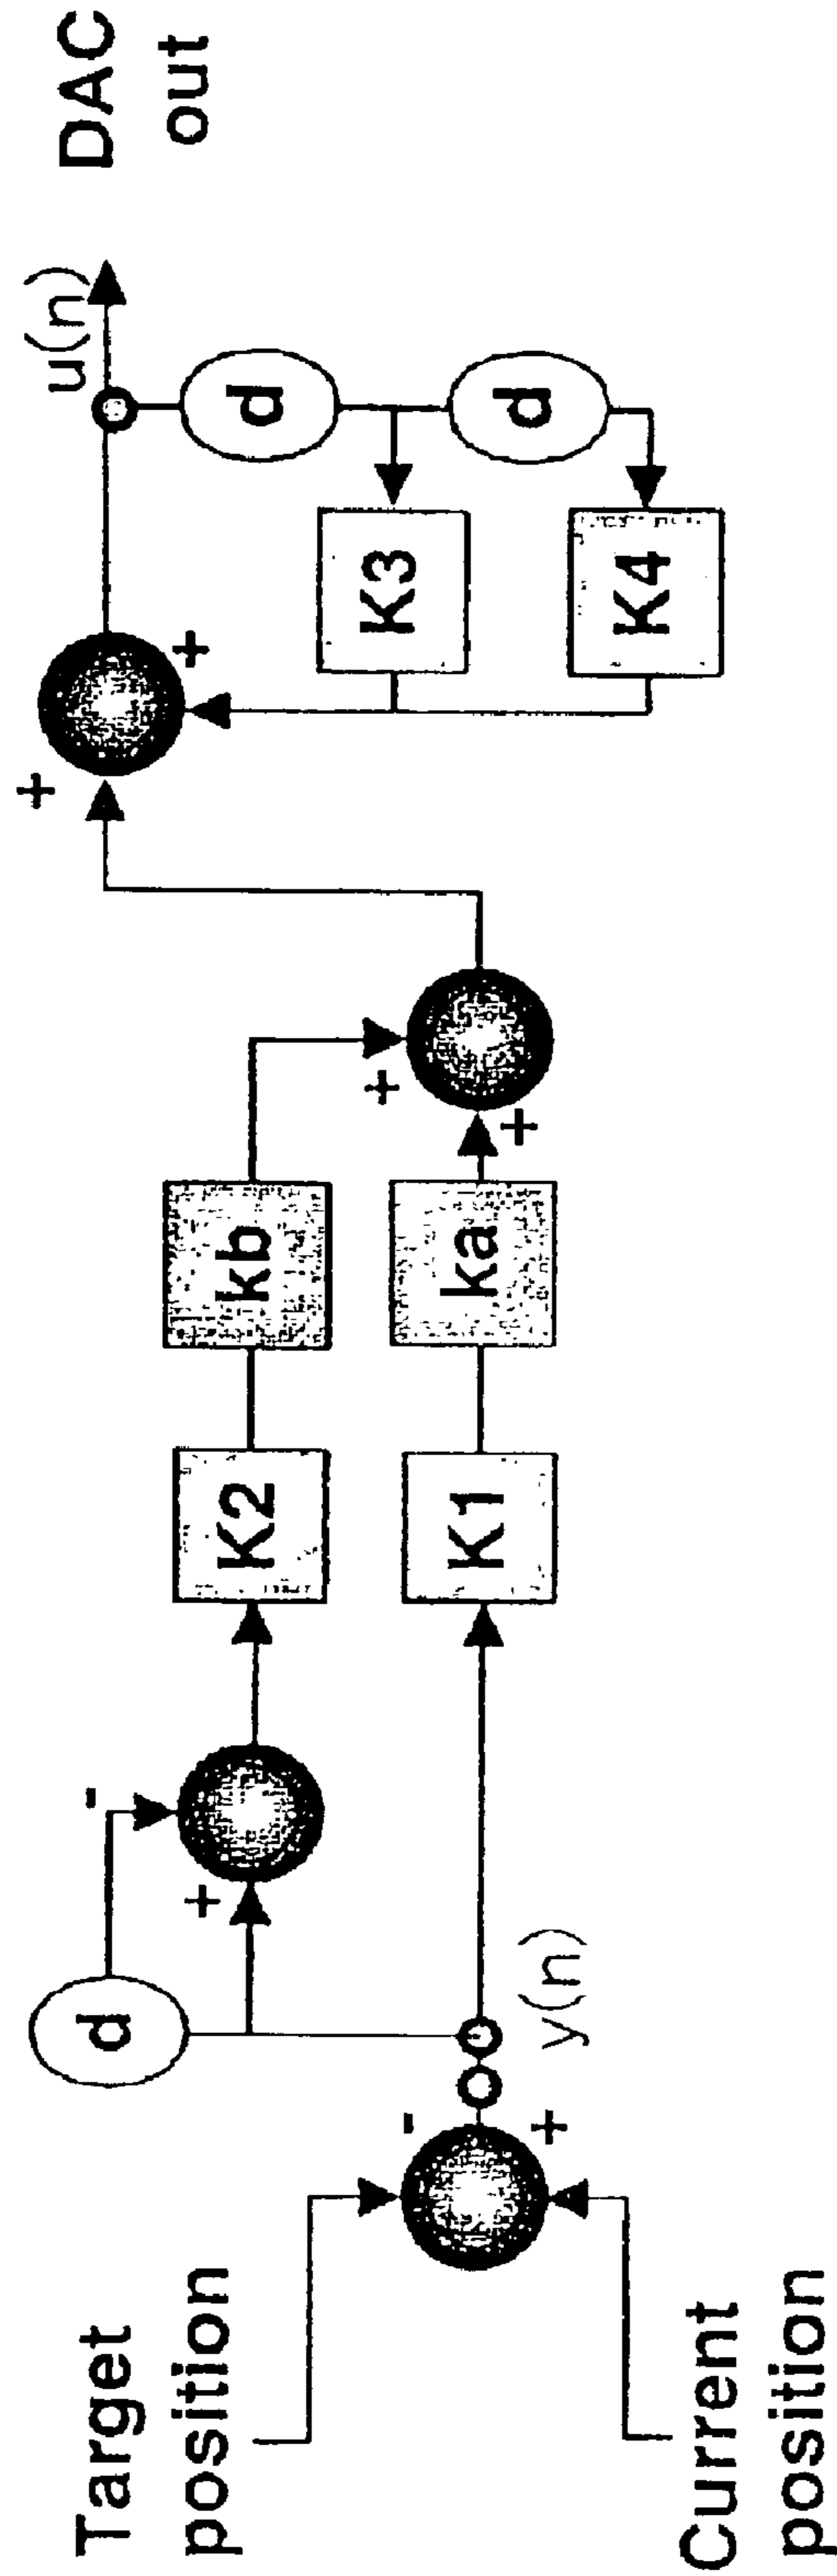 Target
position
Current
position
-
+
y(n)
d
-
+
K2
kb
K1
ka
+
+
+
+
K3
K4
d
d
u(n)
DAC
out